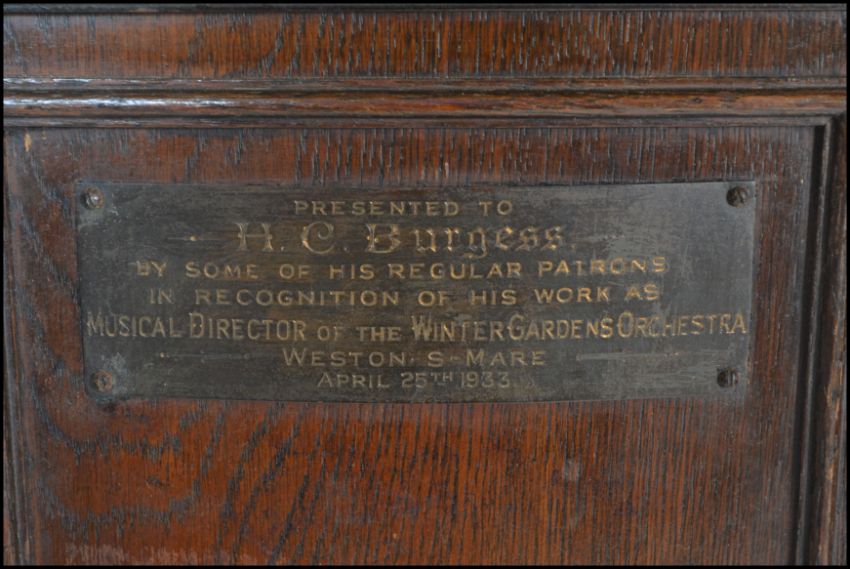 PRESENTED TO
H. C. Burgess.
BY SOME OF HIS REGULAR PATRONS
IN RECOGNITION OF HIS WORK AS
MUSICAL DIRECTOR OF THE WINTER GARDENS ORCHESTRA
WESTON-S-MARE
APRIL 25TH 1933